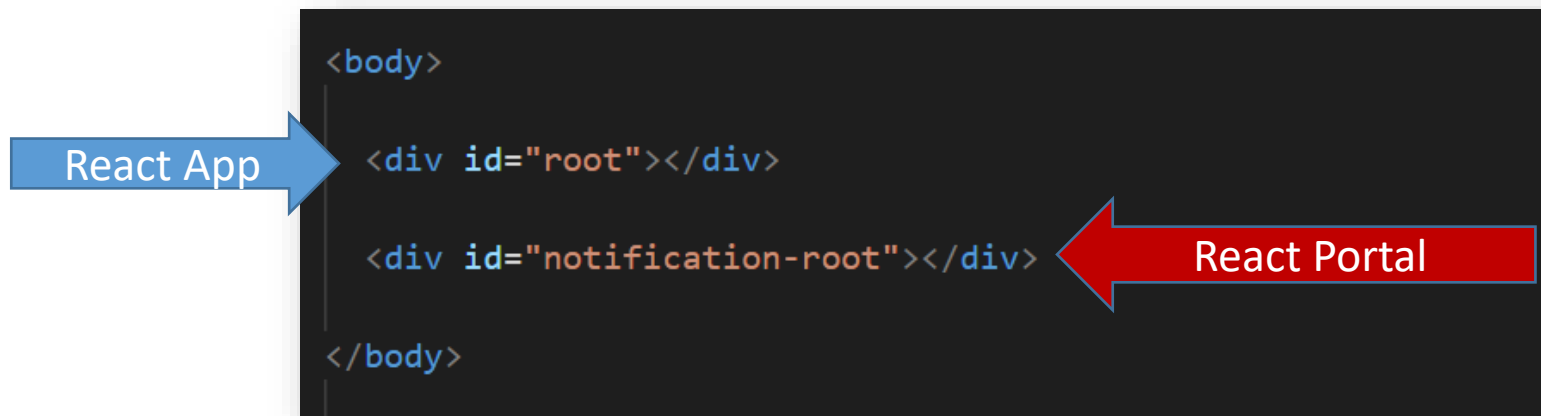 <body>
React App
<div id="root"></div>
<div id="notification-root"></div>
React Portal
</body>